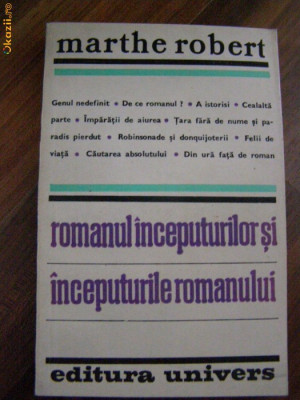 Okazii.ro
marthe robert
Genul nedefinit • De ce romanul? • A istorisi • Cealaltă
parte • Împărății de aiurea • Țara fără de nume și pa-
radis pierdut • Robinsonade și donquijoterii • Felii de
viață • Căutarea absolutului • Din ură față de roman
romanul începuturilor și
începuturile romanului
editura univers